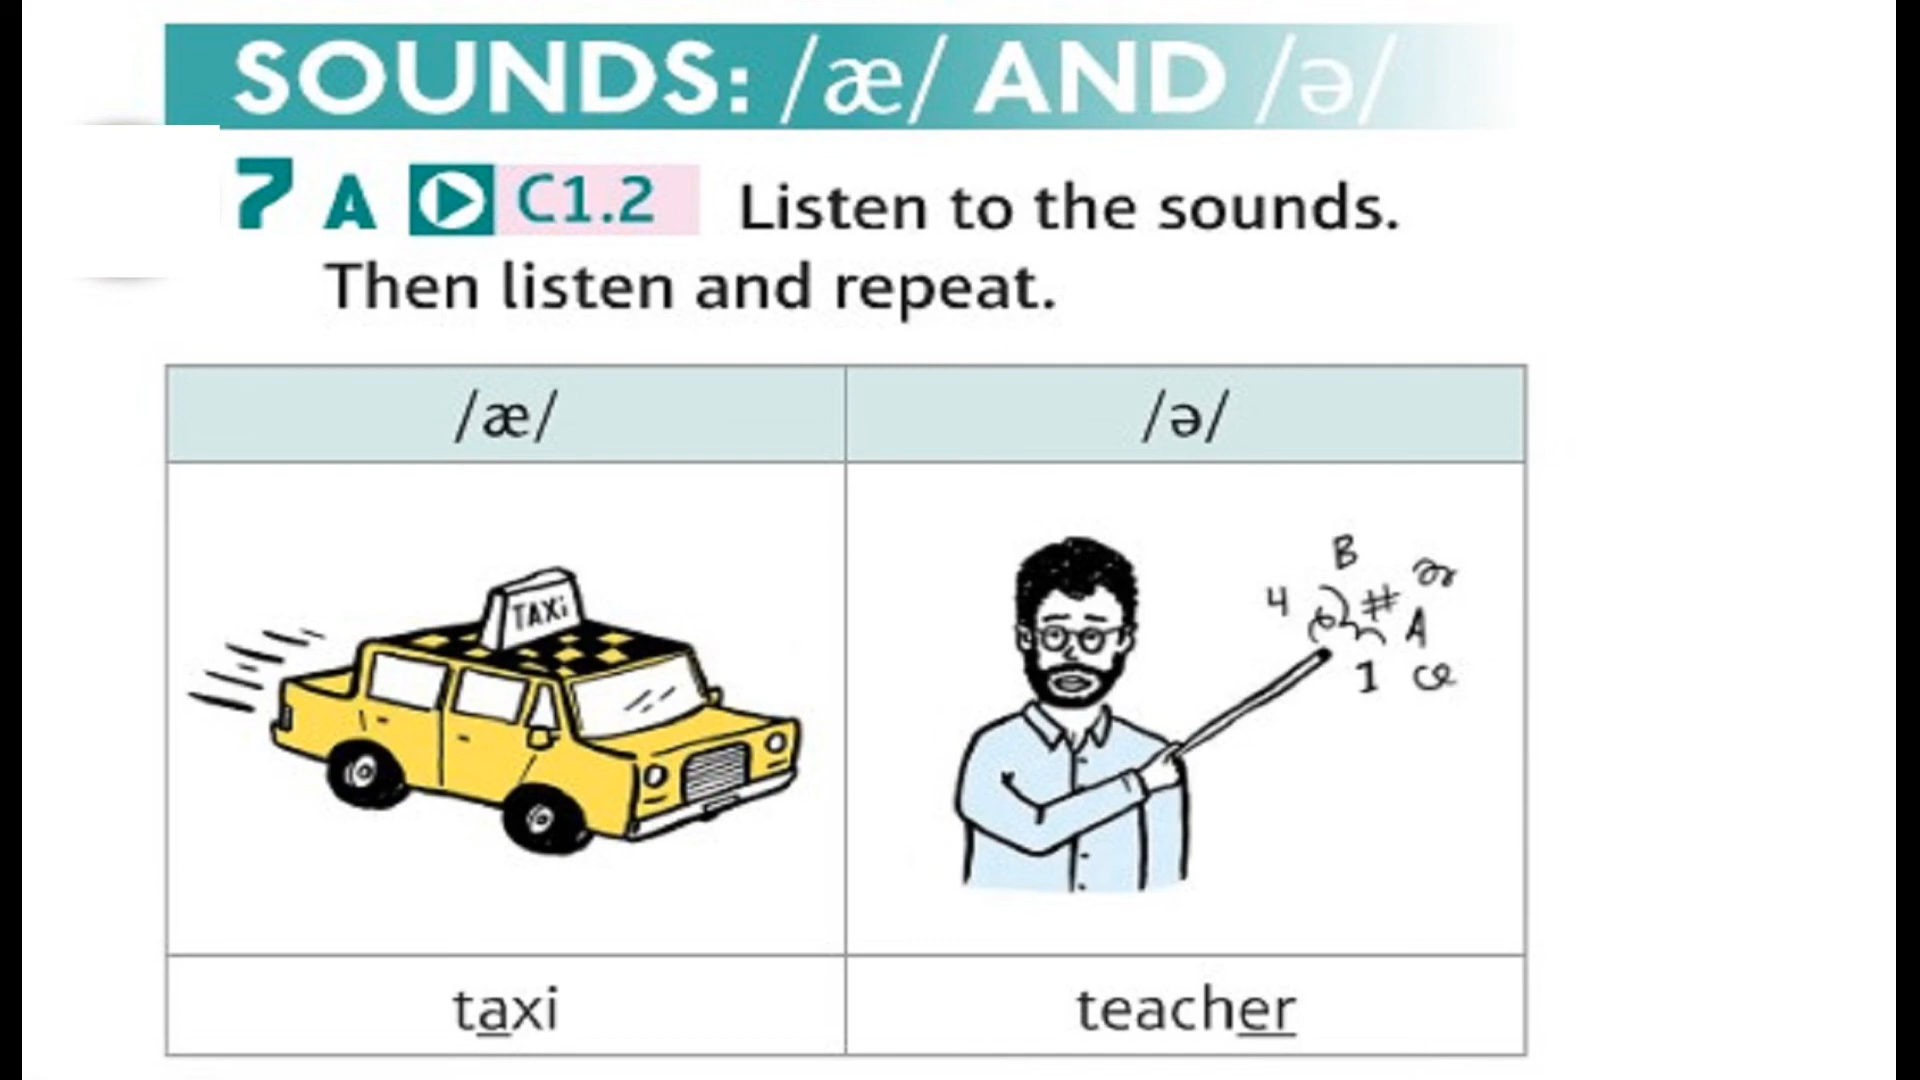 SOUNDS: /æ/ AND /ə/
7 A C1.2 Listen to the sounds.
Then listen and repeat.
/æ/ /ə/
TAXi
B
4 # A
1
taxi teacher